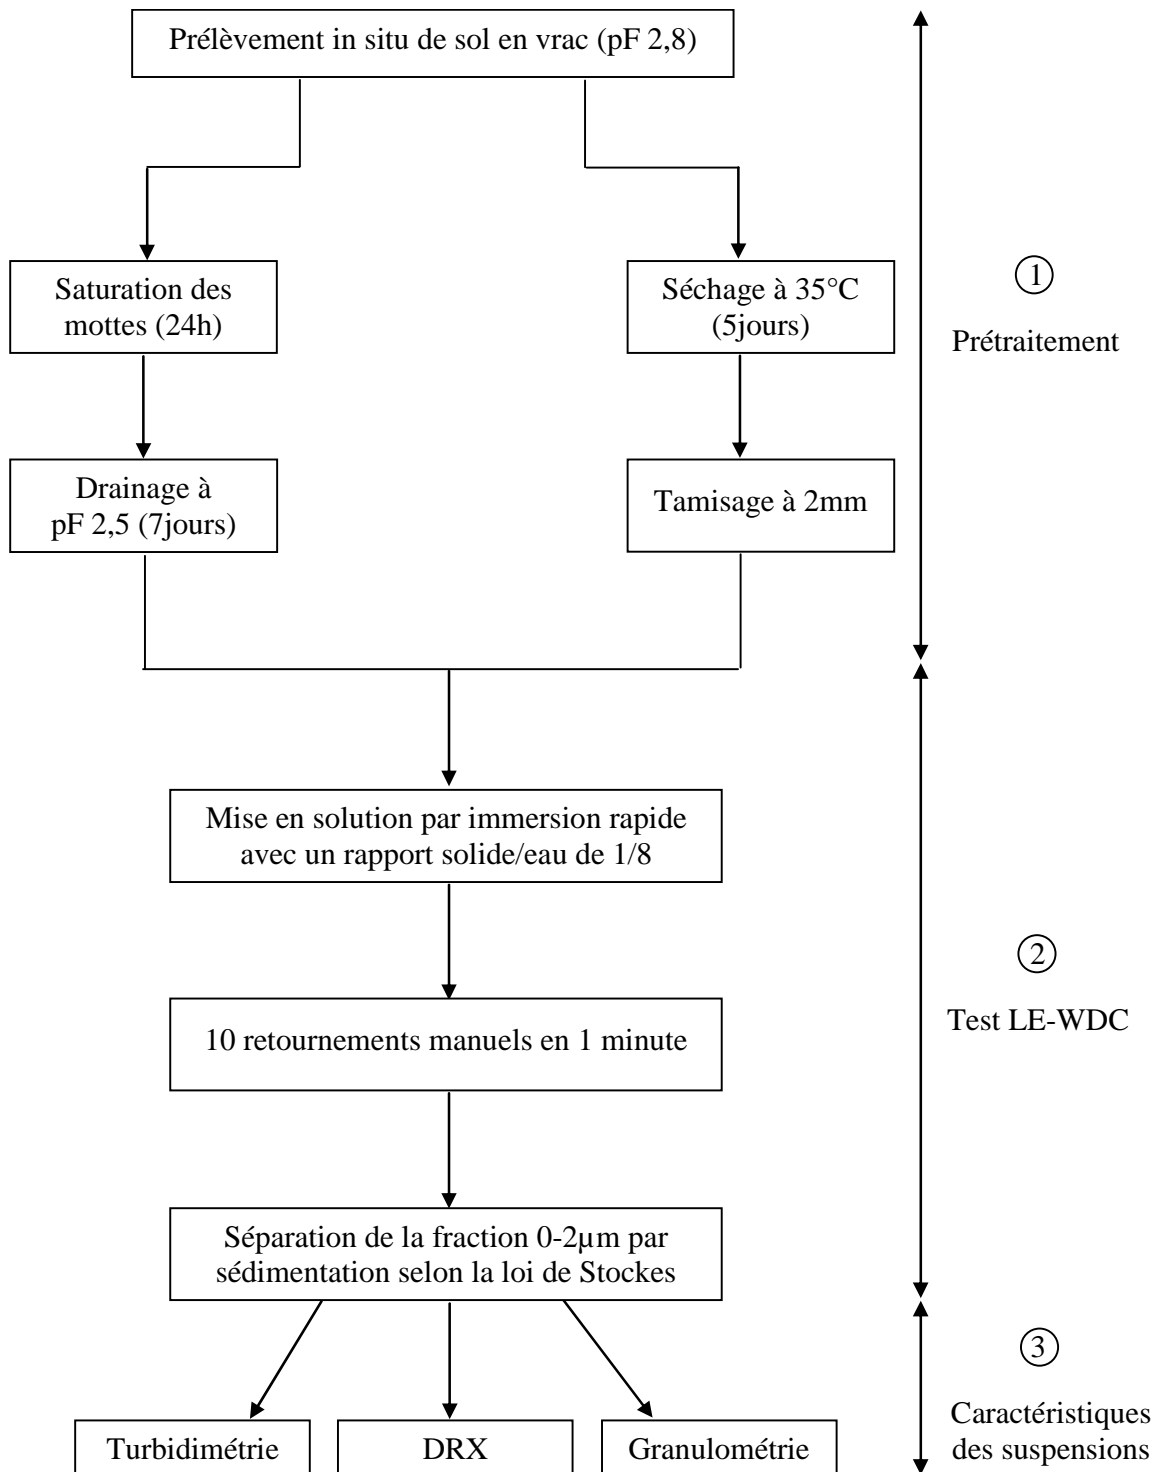 Prélèvement in situ de sol en vrac (pF 2,8)
Saturation des
mottes (24h)
Séchage à 35°C
(5jours)
1
Prétraitement
Drainage à
pF 2,5 (7jours)
Tamisage à 2mm
Mise en solution par immersion rapide
avec un rapport solide/eau de 1/8
2
Test LE-WDC
10 retournements manuels en 1 minute
Séparation de la fraction 0-2µm par
sédimentation selon la loi de Stockes
3
Caractéristiques
des suspensions
Turbidimétrie
DRX
Granulométrie